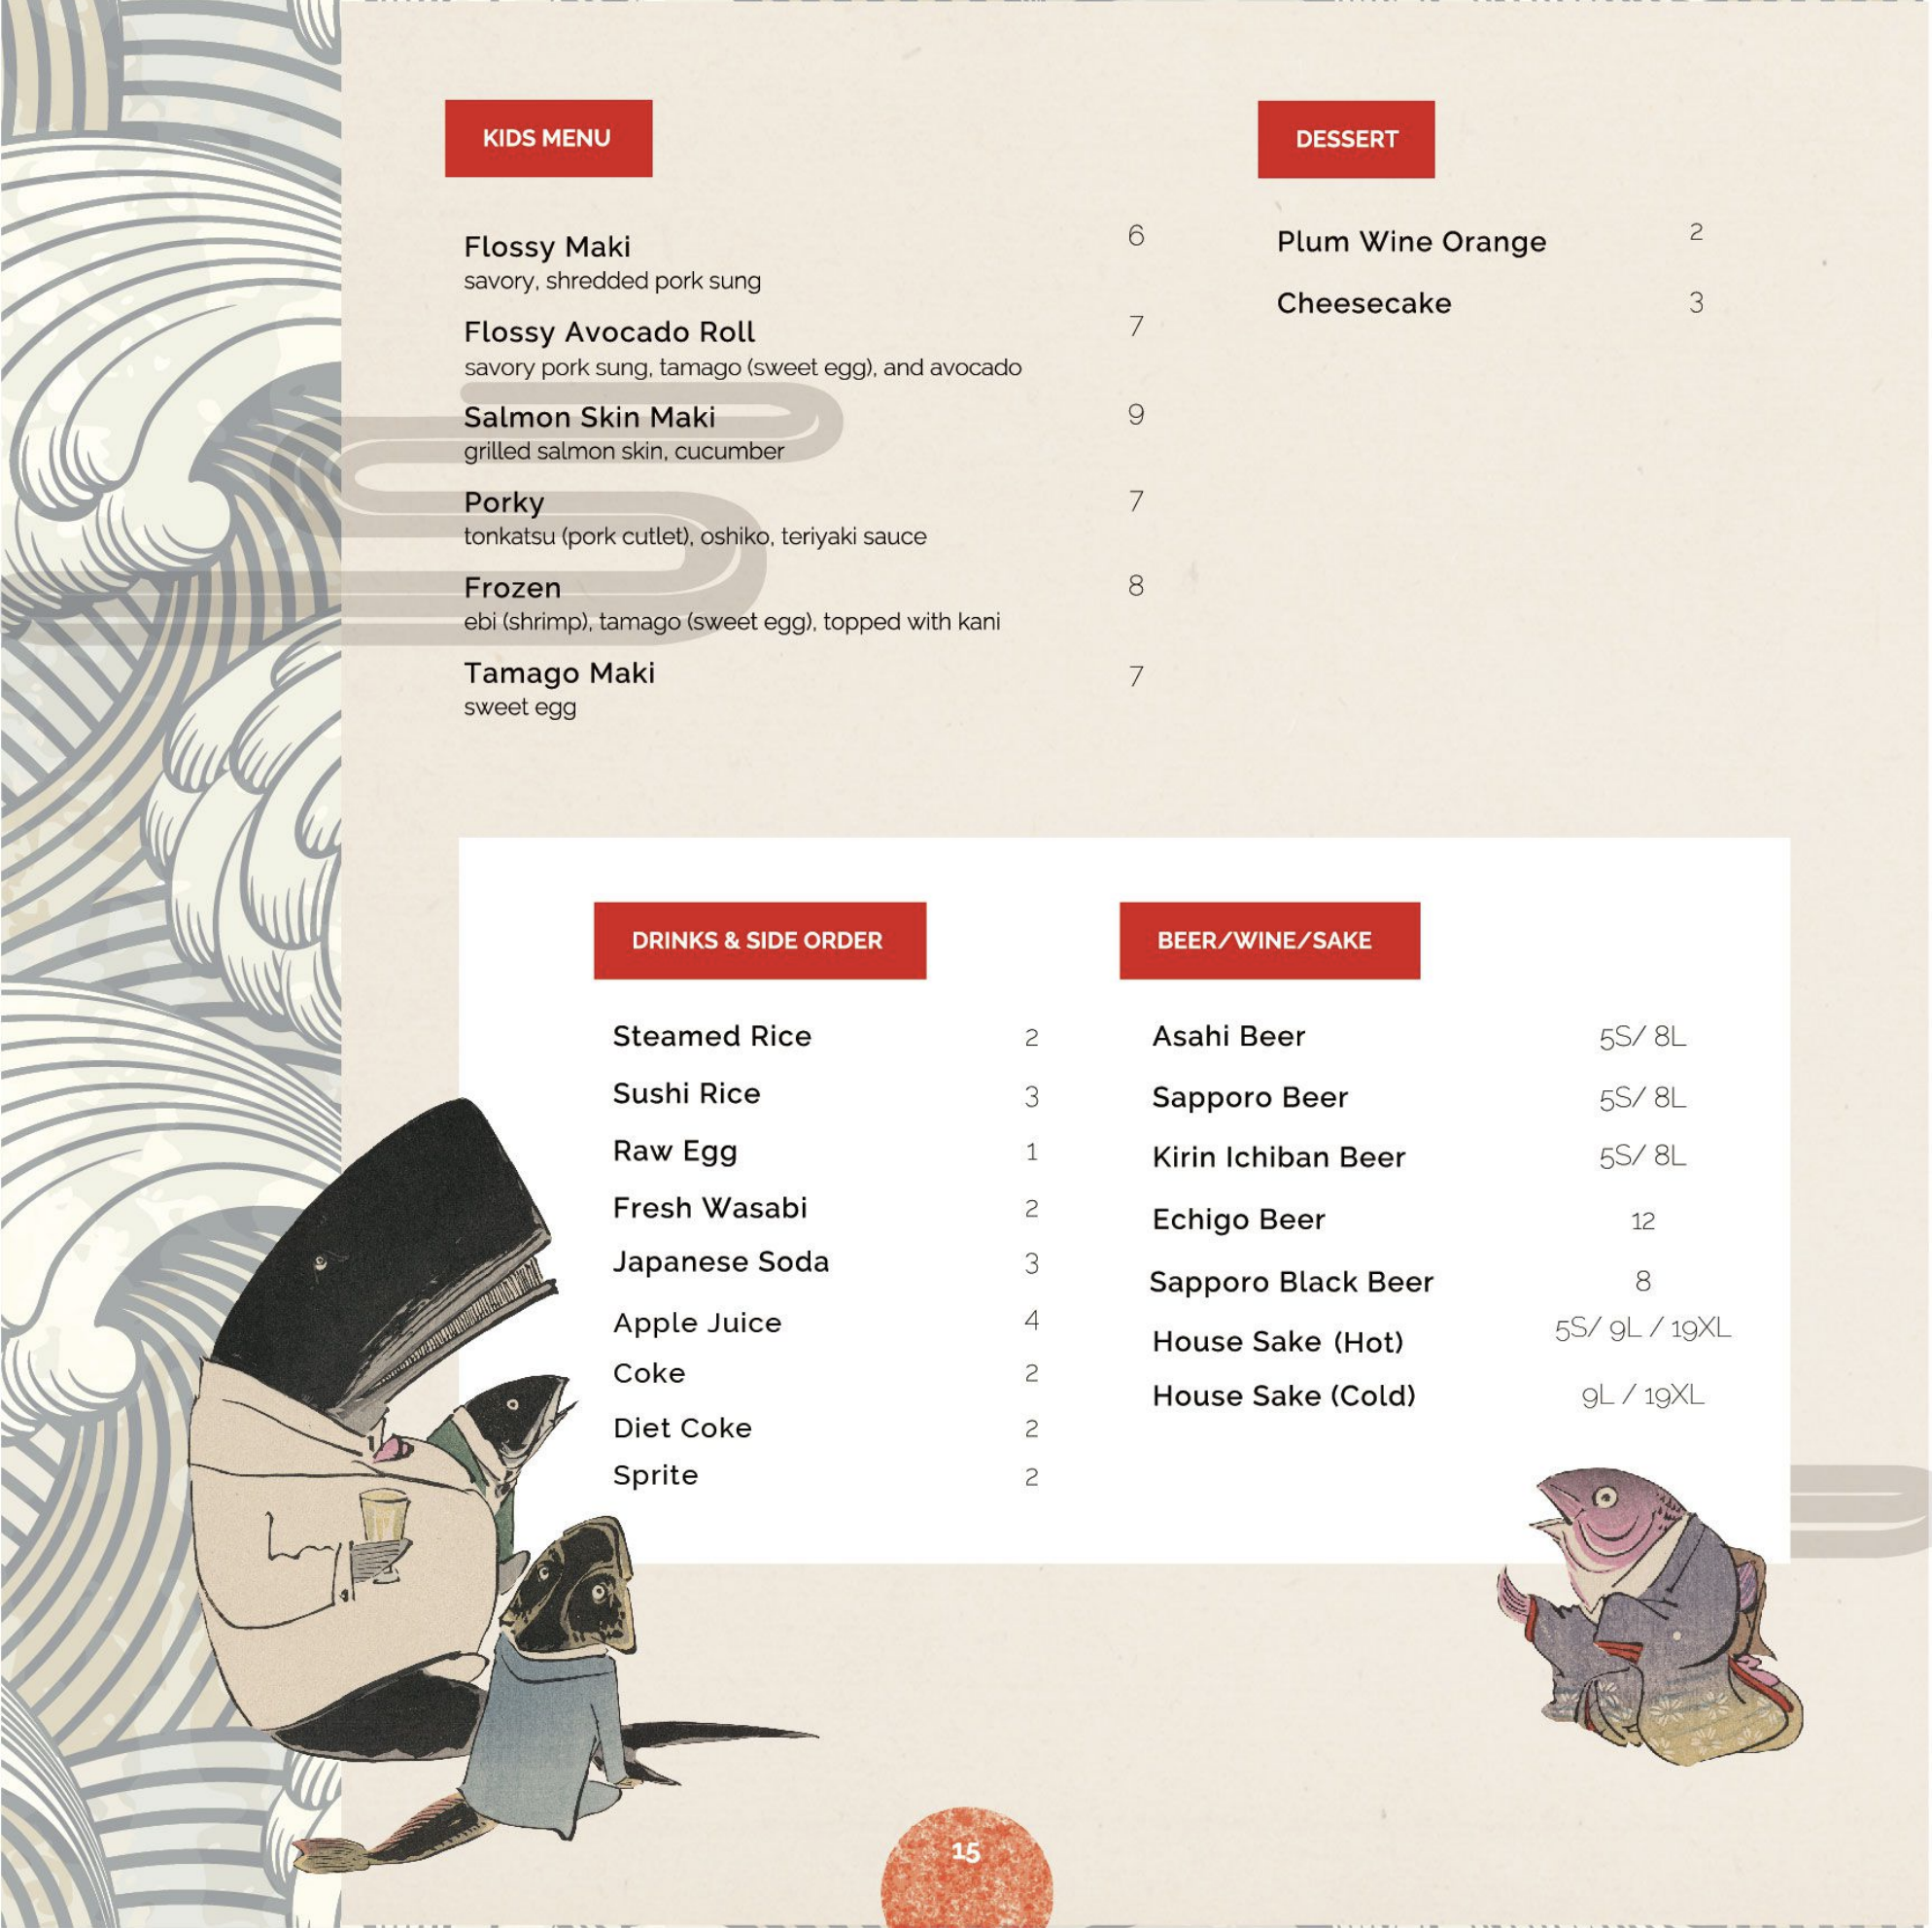 KIDS MENU
Flossy Maki 6
savory, shredded pork sung
Flossy Avocado Roll 7
savory pork sung, tamago (sweet egg), and avocado
Salmon Skin Maki 9
grilled salmon skin, cucumber
Porky 7
tonkatsu (pork cutlet), oshiko, teriyaki sauce
Frozen 8
ebi (shrimp), tamago (sweet egg), topped with kani
Tamago Maki 7
sweet egg
DESSERT
Plum Wine Orange 2
Cheesecake 3
DRINKS & SIDE ORDER
Steamed Rice 2
Sushi Rice 3
Raw Egg 1
Fresh Wasabi 2
Japanese Soda 3
Apple Juice 4
Coke 2
Diet Coke 2
Sprite 2
BEER/WINE/SAKE
Asahi Beer 5S/ 8L
Sapporo Beer 5S/ 8L
Kirin Ichiban Beer 5S/ 8L
Echigo Beer 12
Sapporo Black Beer 8
House Sake (Hot) 5S/ 9L / 19XL
House Sake (Cold) 9L / 19XL
15